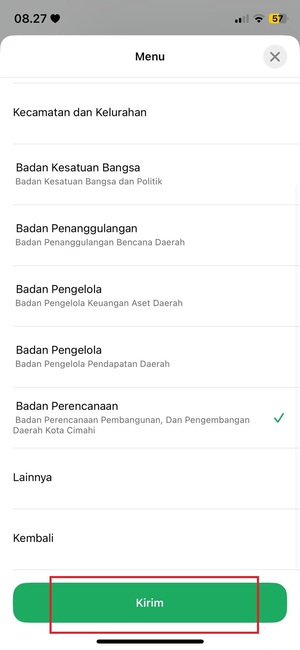 08.27
57
Menu
Kecamatan dan Kelurahan
Badan Kesatuan Bangsa
Badan Kesatuan Bangsa dan Politik
Badan Penanggulangan
Badan Penanggulangan Bencana Daerah
Badan Pengelola
Badan Pengelola Keuangan Aset Daerah
Badan Pengelola
Badan Pengelola Pendapatan Daerah
Badan Perencanaan
Badan Perencanaan Pembangunan, Dan Pengembangan
Daerah Kota Cimahi
Lainnya
Kembali
Kirim